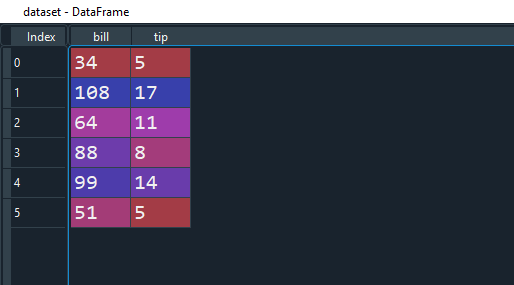 dataset - DataFrame
Index bill tip
0 34 5
1 108 17
2 64 11
3 88 8
4 99 14
5 51 5